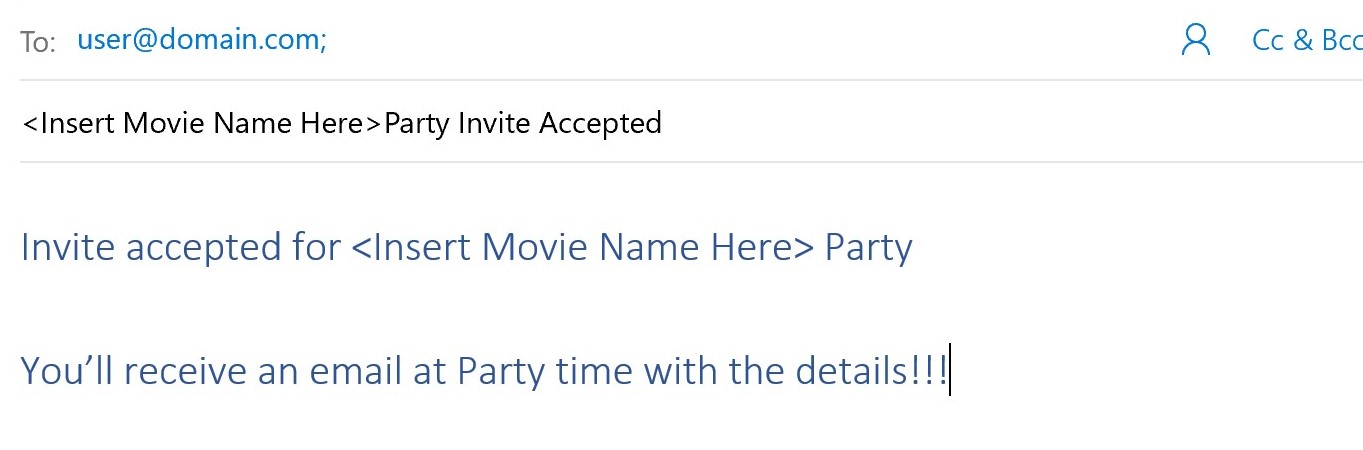 To: user@domain.com; Cc & Bcc
<Insert Movie Name Here>Party Invite Accepted
Invite accepted for <Insert Movie Name Here> Party
You’ll receive an email at Party time with the details!!!